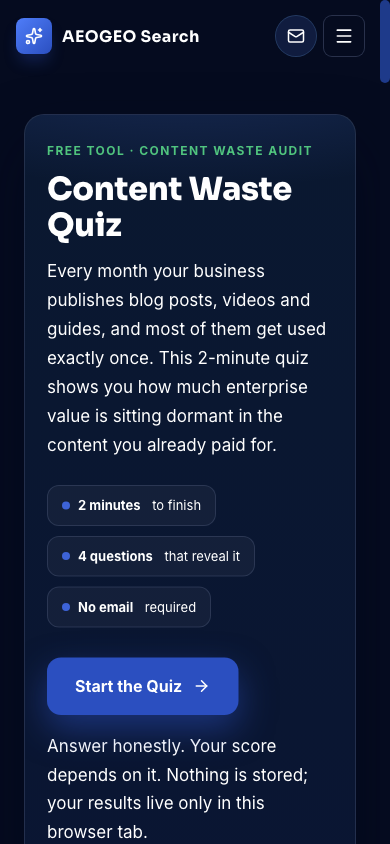 AEOGEO Search
FREE TOOL · CONTENT WASTE AUDIT
Content Waste
Quiz
Every month your business
publishes blog posts, videos and
guides, and most of them get used
exactly once. This 2-minute quiz
shows you how much enterprise
value is sitting dormant in the
content you already paid for.
2 minutes to finish
4 questions that reveal it
No email required
Start the Quiz →
Answer honestly. Your score
depends on it. Nothing is stored;
your results live only in this
browser tab.